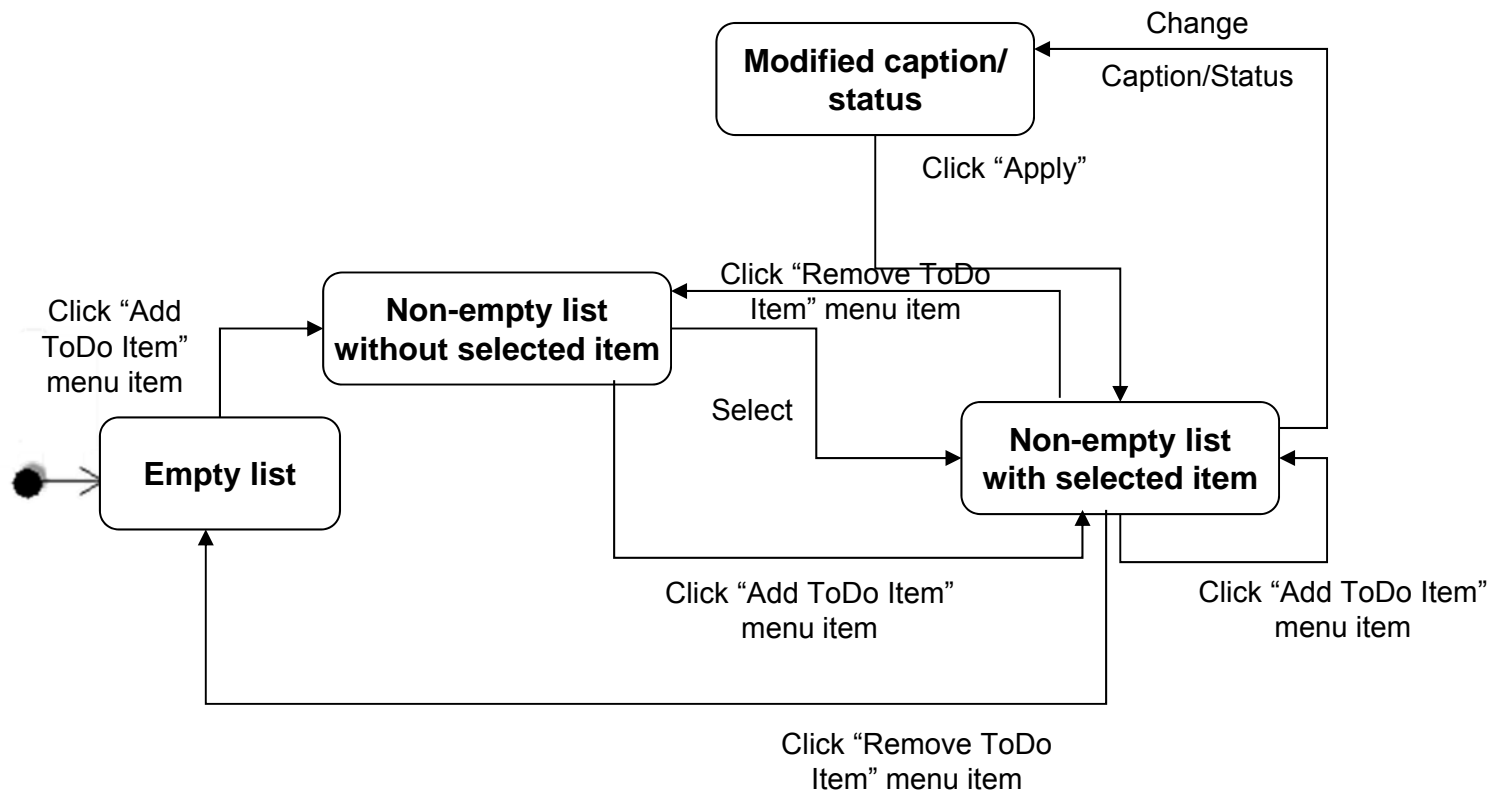 Change
Caption/Status
Modified caption/
status
Click “Apply”
Click “Remove ToDo
Item” menu item
Click “Add
ToDo Item”
menu item
Non-empty list
without selected item
Select
Non-empty list
with selected item
Empty list
Click “Add ToDo Item”
menu item
Click “Add ToDo Item”
menu item
Click “Remove ToDo
Item” menu item